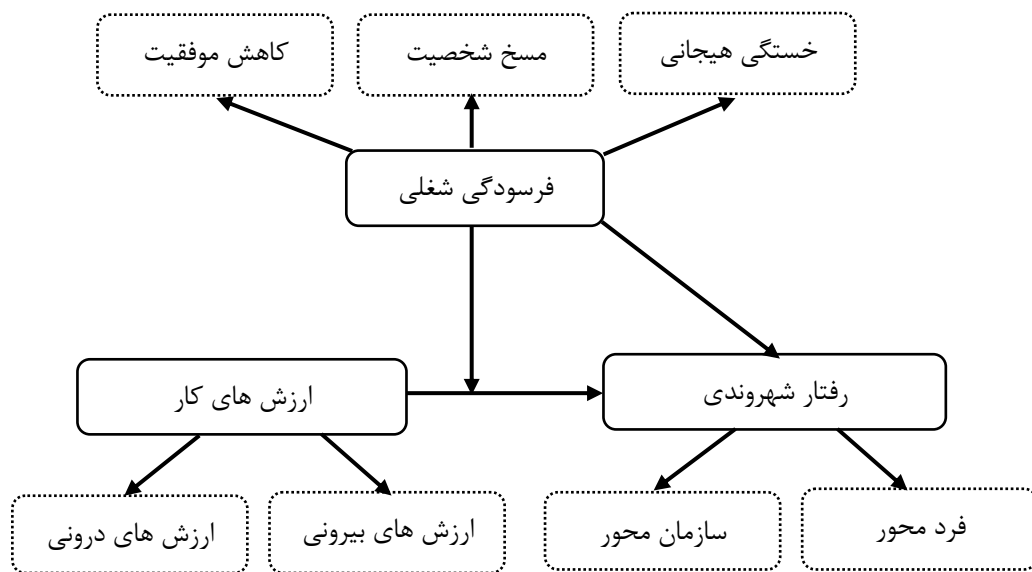 خستگی هیجانی
مسخ شخصیت
کاهش موفقیت
فرسودگی شغلی
رفتار شهروندی
ارزش های کار
فرد محور
سازمان محور
ارزش های بیرونی
ارزش های درونی